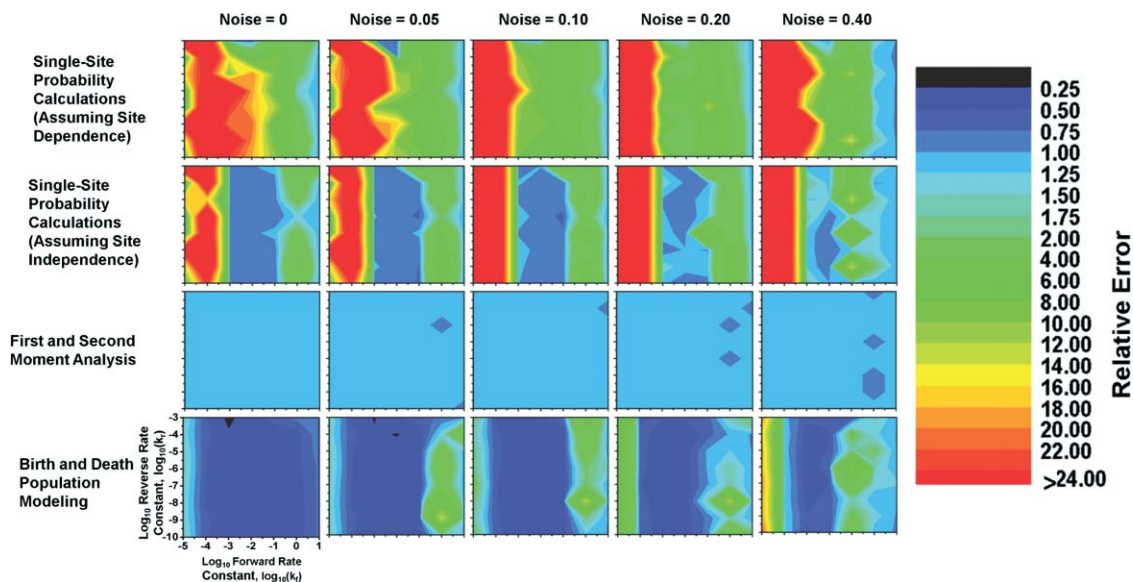 Noise = 0 Noise = 0.05 Noise = 0.10 Noise = 0.20 Noise = 0.40
Single-Site
Probability
Calculations
(Assuming Site
Dependence)
Single-Site
Probability
Calculations
(Assuming Site
Independence)
First and Second
Moment Analysis
Birth and Death
Population
Modeling
Log10 Reverse Rate
Constant, log10(kr)
-3
-4
-5
-6
-7
-8
-9
-10
-5 -4 -3 -2 -1 0 1
Log10 Forward Rate
Constant, log10(kf)
0.25
0.50
0.75
1.00
1.25
1.50
1.75
2.00
4.00
6.00
8.00
10.00
12.00
14.00
16.00
18.00
20.00
22.00
>24.00
Relative Error